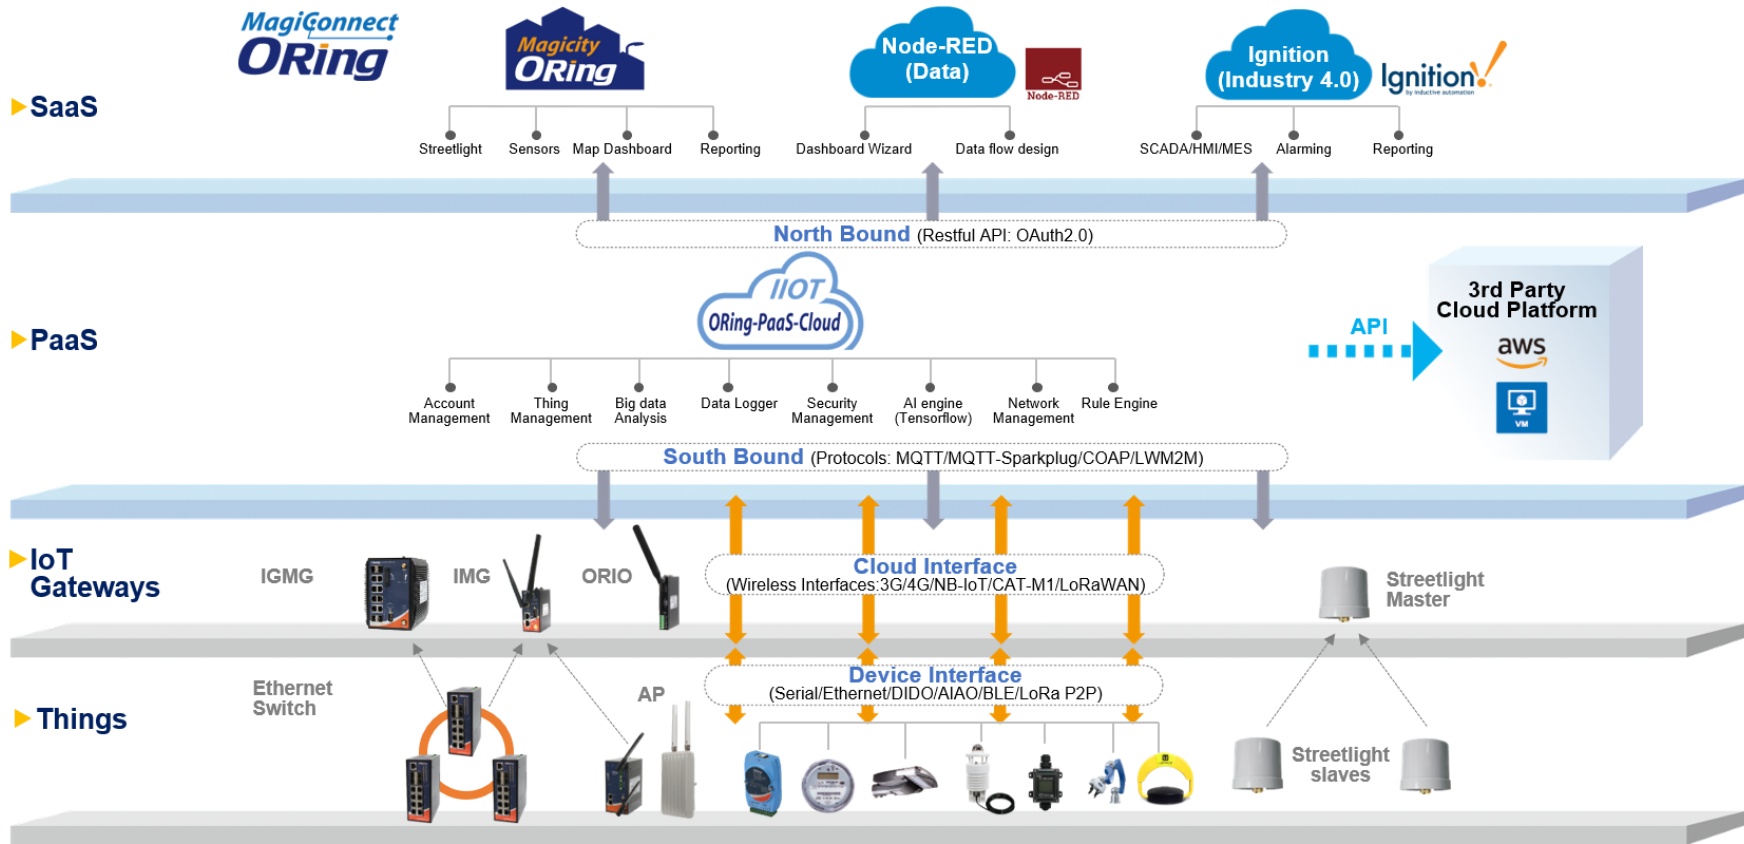 MagiConnect
ORing
Magicity
ORing
Node-RED
(Data)
Node-RED
Ignition
(Industry 4.0)
Ignition!
by inductive automation
SaaS
Streetlight
Sensors
Map Dashboard
Reporting
Dashboard Wizard
Data flow design
SCADA/HMI/MES
Alarming
Reporting
North Bound (Restful API: OAuth2.0)
IIOT
ORing-PaaS-Cloud
PaaS
API
3rd Party
Cloud Platform
aws
VM
Account
Management
Thing
Management
Big data
Analysis
Data Logger
Security
Management
AI engine
(Tensorflow)
Network
Management
Rule Engine
South Bound (Protocols: MQTT/MQTT-Sparkplug/COAP/LWM2M)
IoT
Gateways
IGMG
IMG
ORIO
Cloud Interface
(Wireless Interfaces:3G/4G/NB-IoT/CAT-M1/LoRaWAN)
Streetlight
Master
Things
Ethernet
Switch
AP
Device Interface
(Serial/Ethernet/DIDO/AIAO/BLE/LoRa P2P)
Streetlight
slaves